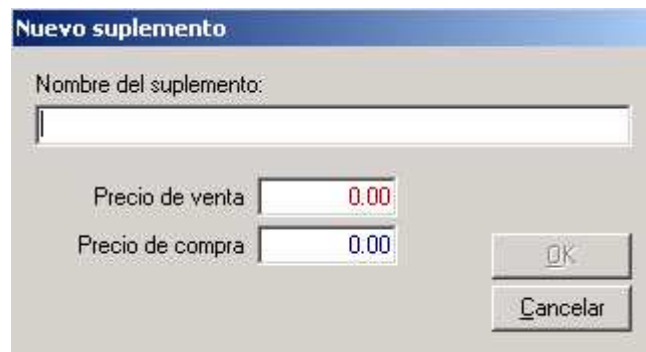 Nuevo suplemento
Nombre del suplemento:
Precio de venta 0.00
Precio de compra 0.00
OK
Cancelar